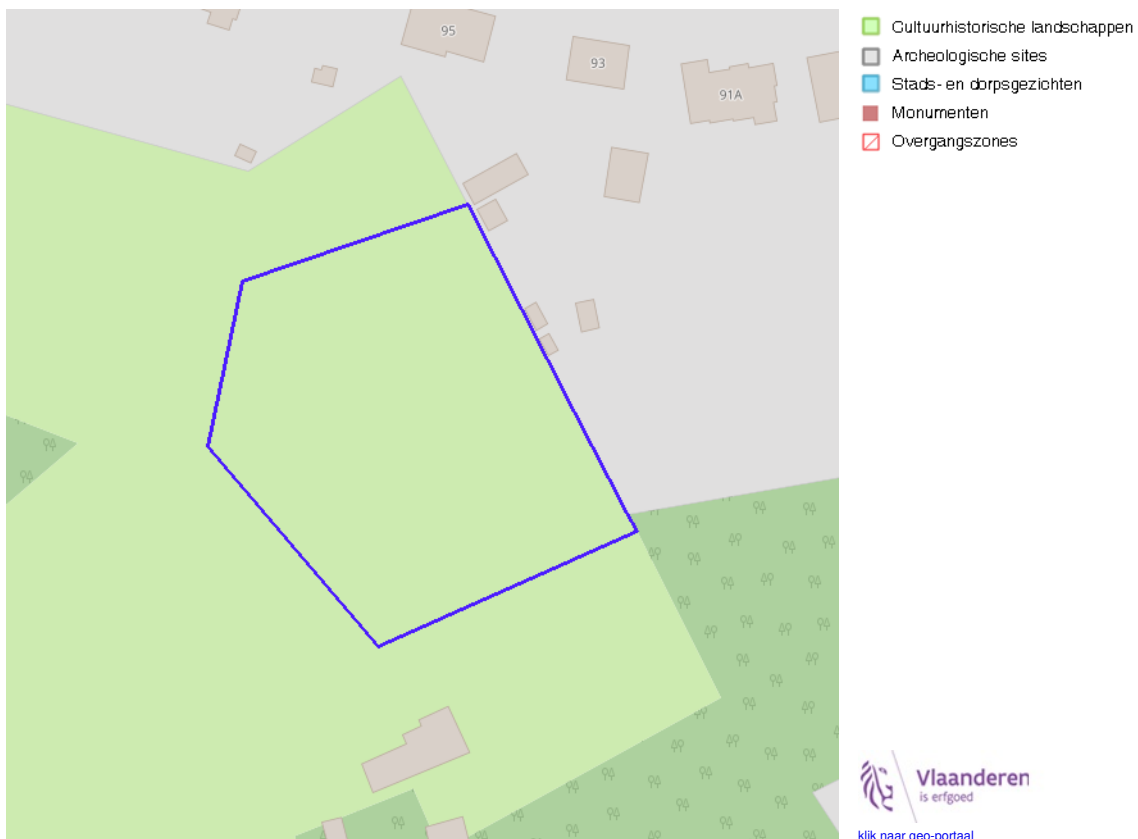 95
93
91A
Cultuurhistorische landschappen
Archeologische sites
Stads- en dorpsgezichten
Monumenten
Overgangszones
Vlaanderen
is erfgoed
klik naar geo-portaal